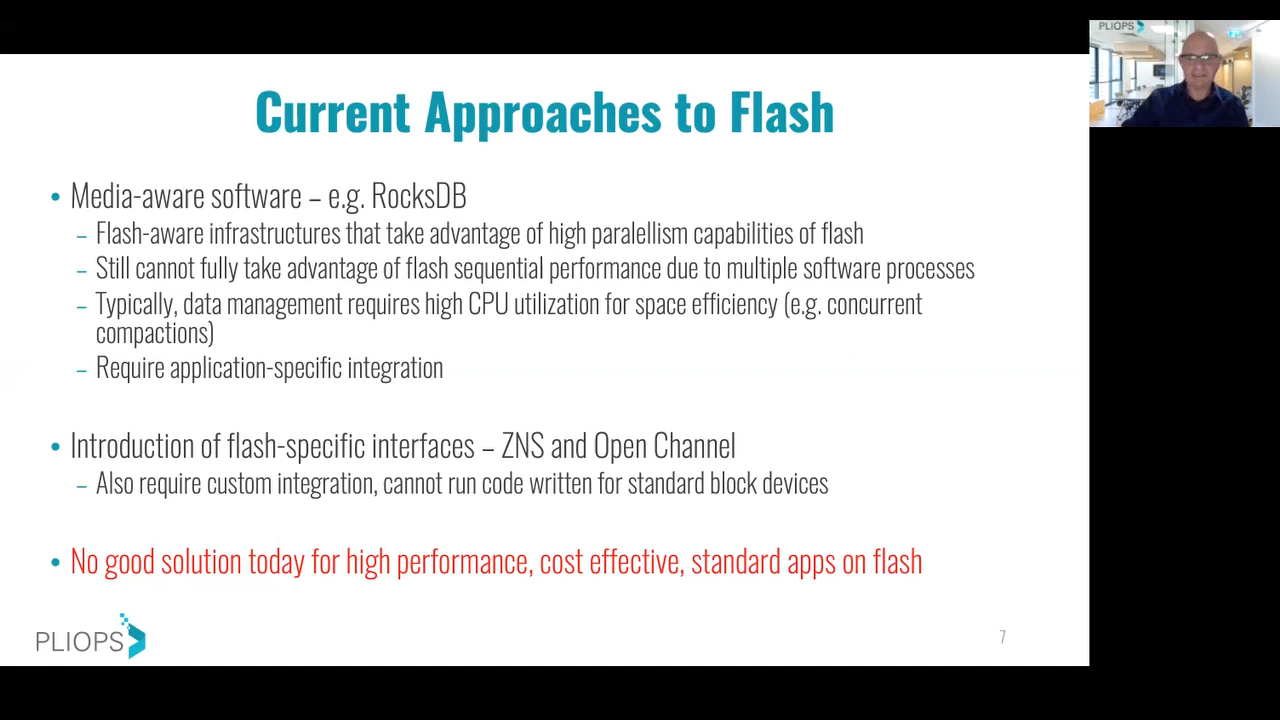 PLIOPS
Current Approaches to Flash
• Media-aware software – e.g. RocksDB
– Flash-aware infrastructures that take advantage of high paralellism capabilities of flash
– Still cannot fully take advantage of flash sequential performance due to multiple software processes
– Typically, data management requires high CPU utilization for space efficiency (e.g. concurrent
compactions)
– Require application-specific integration
• Introduction of flash-specific interfaces – ZNS and Open Channel
– Also require custom integration, cannot run code written for standard block devices
• No good solution today for high performance, cost effective, standard apps on flash
PLIOPS
7